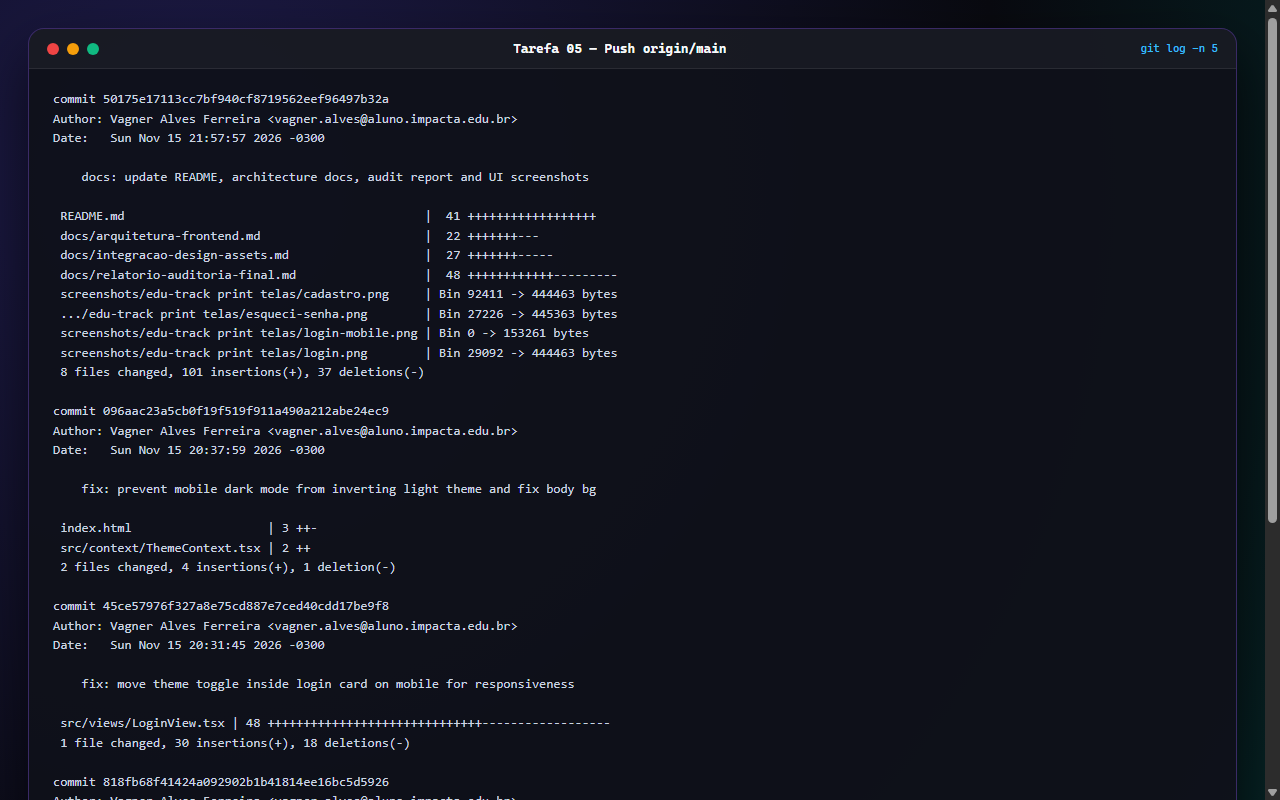 Tarefa 05 — Push origin/main
git log -n 5
commit 50175e17113cc7bf940cf8719562eef96497b32a
Author: Vagner Alves Ferreira <vagner.alves@aluno.impacta.edu.br>
Date:   Sun Nov 15 21:57:57 2026 -0300
    docs: update README, architecture docs, audit report and UI screenshots
 README.md                                          |  41 ++++++++++++++++++
 docs/arquitetura-frontend.md                       |  22 +++++++---
 docs/integracao-design-assets.md                   |  27 +++++++-----
 docs/relatorio-auditoria-final.md                  |  48 ++++++++++++---------
 screenshots/edu-track print telas/cadastro.png     | Bin 92411 -> 444463 bytes
 .../edu-track print telas/esqueci-senha.png        | Bin 27226 -> 445363 bytes
 screenshots/edu-track print telas/login-mobile.png | Bin 0 -> 153261 bytes
 screenshots/edu-track print telas/login.png        | Bin 29092 -> 444463 bytes
 8 files changed, 101 insertions(+), 37 deletions(-)
commit 096aac23a5cb0f19f519f911a490a212abe24ec9
Author: Vagner Alves Ferreira <vagner.alves@aluno.impacta.edu.br>
Date:   Sun Nov 15 20:37:59 2026 -0300
    fix: prevent mobile dark mode from inverting light theme and fix body bg
 index.html                   | 3 ++-
 src/context/ThemeContext.tsx | 2 ++
 2 files changed, 4 insertions(+), 1 deletion(-)
commit 45ce57976f327a8e75cd887e7ced40cdd17be9f8
Author: Vagner Alves Ferreira <vagner.alves@aluno.impacta.edu.br>
Date:   Sun Nov 15 20:31:45 2026 -0300
    fix: move theme toggle inside login card on mobile for responsiveness
 src/views/LoginView.tsx | 48 ++++++++++++++++++++++++++++++------------------
 1 file changed, 30 insertions(+), 18 deletions(-)
commit 818fb68f41424a092902b1b41814ee16bc5d5926
Author: Vagner Alves Ferreira <vagner.alves@aluno.impacta.edu.br>